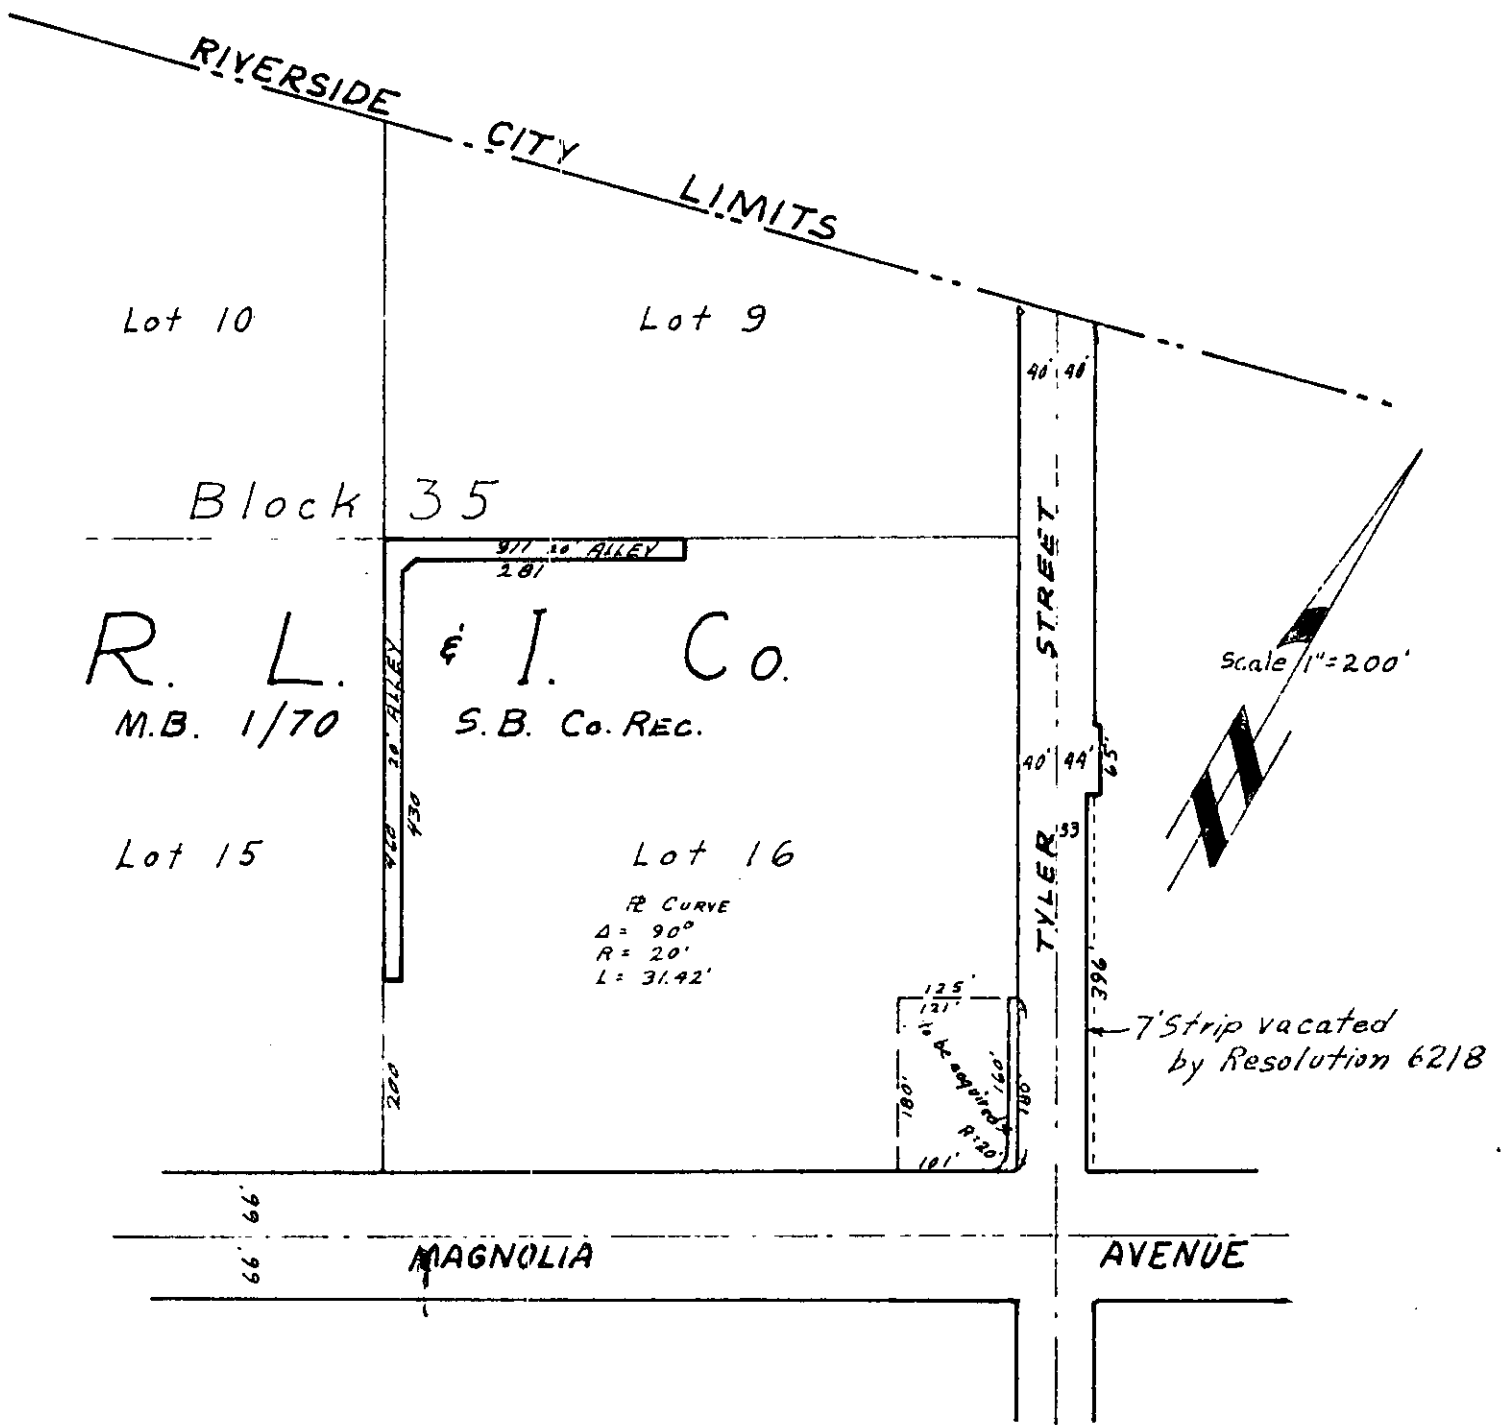 RIVERSIDE CITY LIMITS
Lot 10
Lot 9
40' 40'
Block 35
20' ALLEY
281
STREET
R. L. & I. Co.
Scale 1"=200'
M.B. 1/70 S.B. Co. REC.
20' ALLEY
460
430
40' 44'
65'
33
Lot 15
Lot 16
TYLER
CURVE
Δ = 90°
R = 20'
L = 31.42'
396'
125'
121'
7' Strip vacated
by Resolution 6218
be acquired
160'
180'
180'
R=20'
101'
200
66'
66'
MAGNOLIA AVENUE